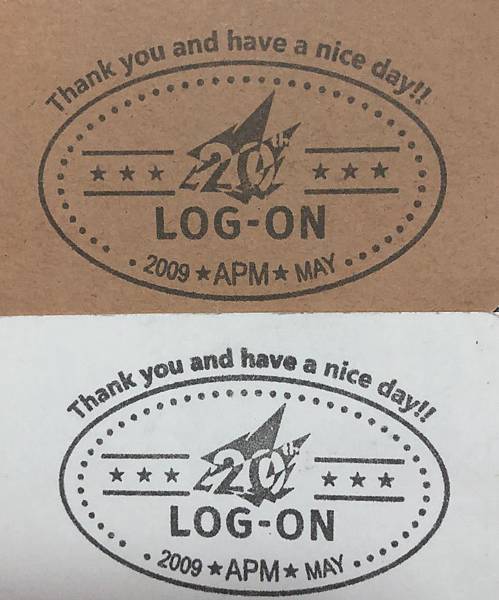 Thank you and have a nice day!!
20th
LOG-ON
2009 ★ APM ★ MAY
Thank you and have a nice day!!
20th
LOG-ON
2009 ★ APM ★ MAY